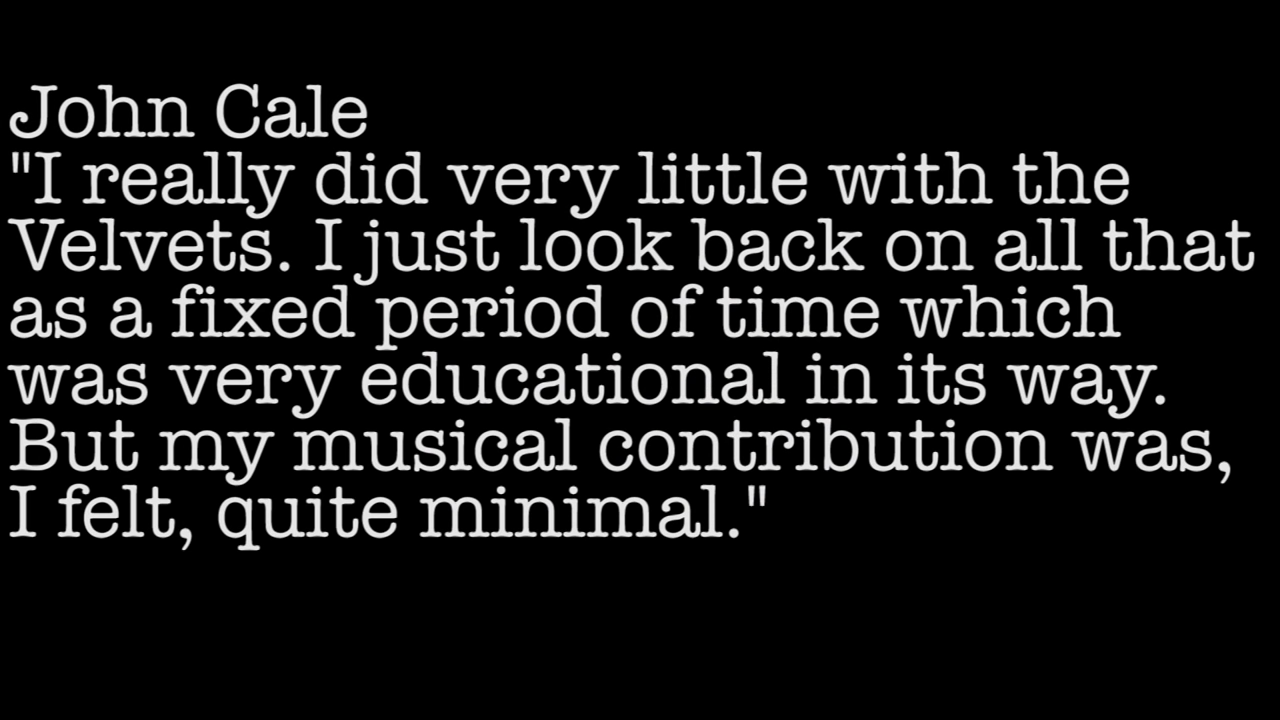 John Cale
"I really did very little with the
Velvets. I just look back on all that
as a fixed period of time which
was very educational in its way.
But my musical contribution was,
I felt, quite minimal."